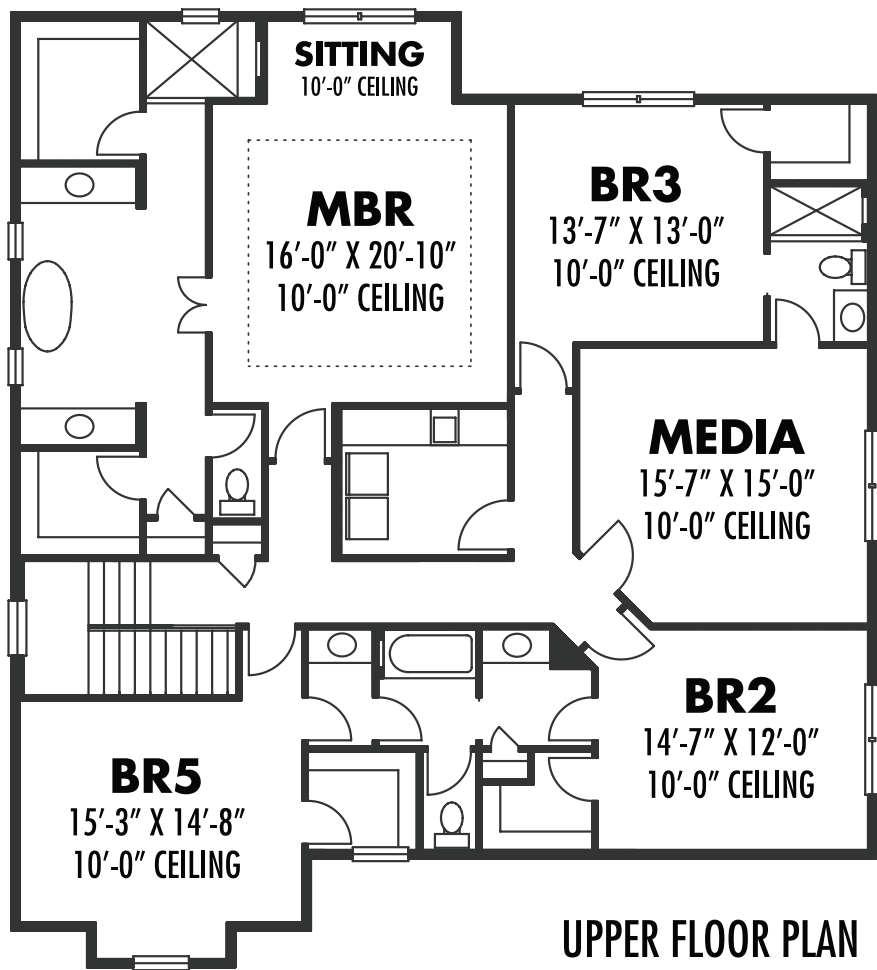 SITTING
10'-0" CEILING
MBR
16'-0" X 20'-10"
10'-0" CEILING
BR3
13'-7" X 13'-0"
10'-0" CEILING
MEDIA
15'-7" X 15'-0"
10'-0" CEILING
BR2
14'-7" X 12'-0"
10'-0" CEILING
BR5
15'-3" X 14'-8"
10'-0" CEILING
UPPER FLOOR PLAN